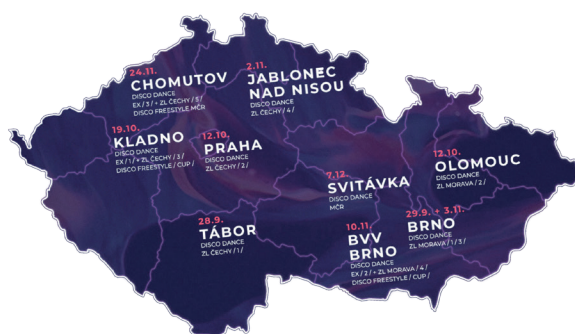 24.11.
CHOMUTOV
DISCO DANCE
EX / 3 / + ZL ČECHY / 5 /
DISCO FREESTYLE MČR
2.11.
JABLONEC
NAD NISOU
DISCO DANCE
ZL ČECHY / 4 /
19.10.
KLADNO
DISCO DANCE
EX / 1 / + ZL ČECHY / 3 /
DISCO FREESTYLE / CUP /
12.10.
PRAHA
DISCO DANCE
ZL ČECHY / 2 /
12.10.
OLOMOUC
DISCO DANCE
ZL MORAVA / 2 /
7.12.
SVITÁVKA
DISCO DANCE
MČR
28.9.
TÁBOR
DISCO DANCE
ZL ČECHY / 1 /
10.11.
BVV
BRNO
DISCO DANCE
EX / 2 / + ZL MORAVA / 4 /
DISCO FREESTYLE / CUP /
29.9. + 3.11.
BRNO
DISCO DANCE
ZL MORAVA / 1 / 3 /